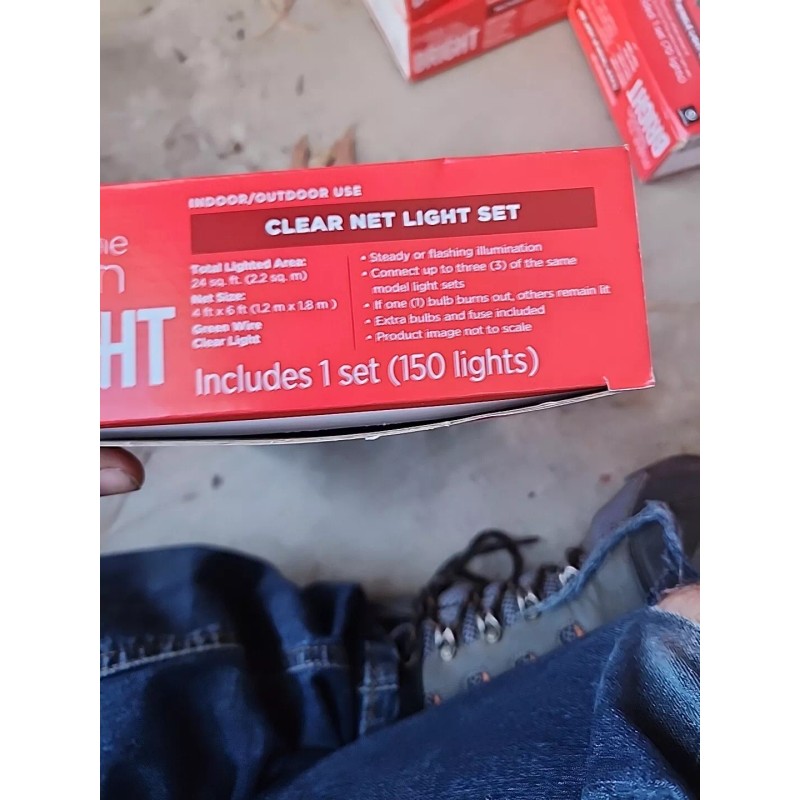 BRIGHT
BRIGHT
INDOOR/OUTDOOR USE
CLEAR NET LIGHT SET
Total Lighted Area:
24 sq. ft. (2.2 sq. m)
Net Size:
4 ft x 6 ft (1.2 m x 1.8 m )
Green Wire
Clear Light
• Steady or flashing illumination
• Connect up to three (3) of the same
model light sets
• If one (1) bulb burns out, others remain lit
• Extra bulbs and fuse included
• Product image not to scale
HT
Includes 1 set (150 lights)